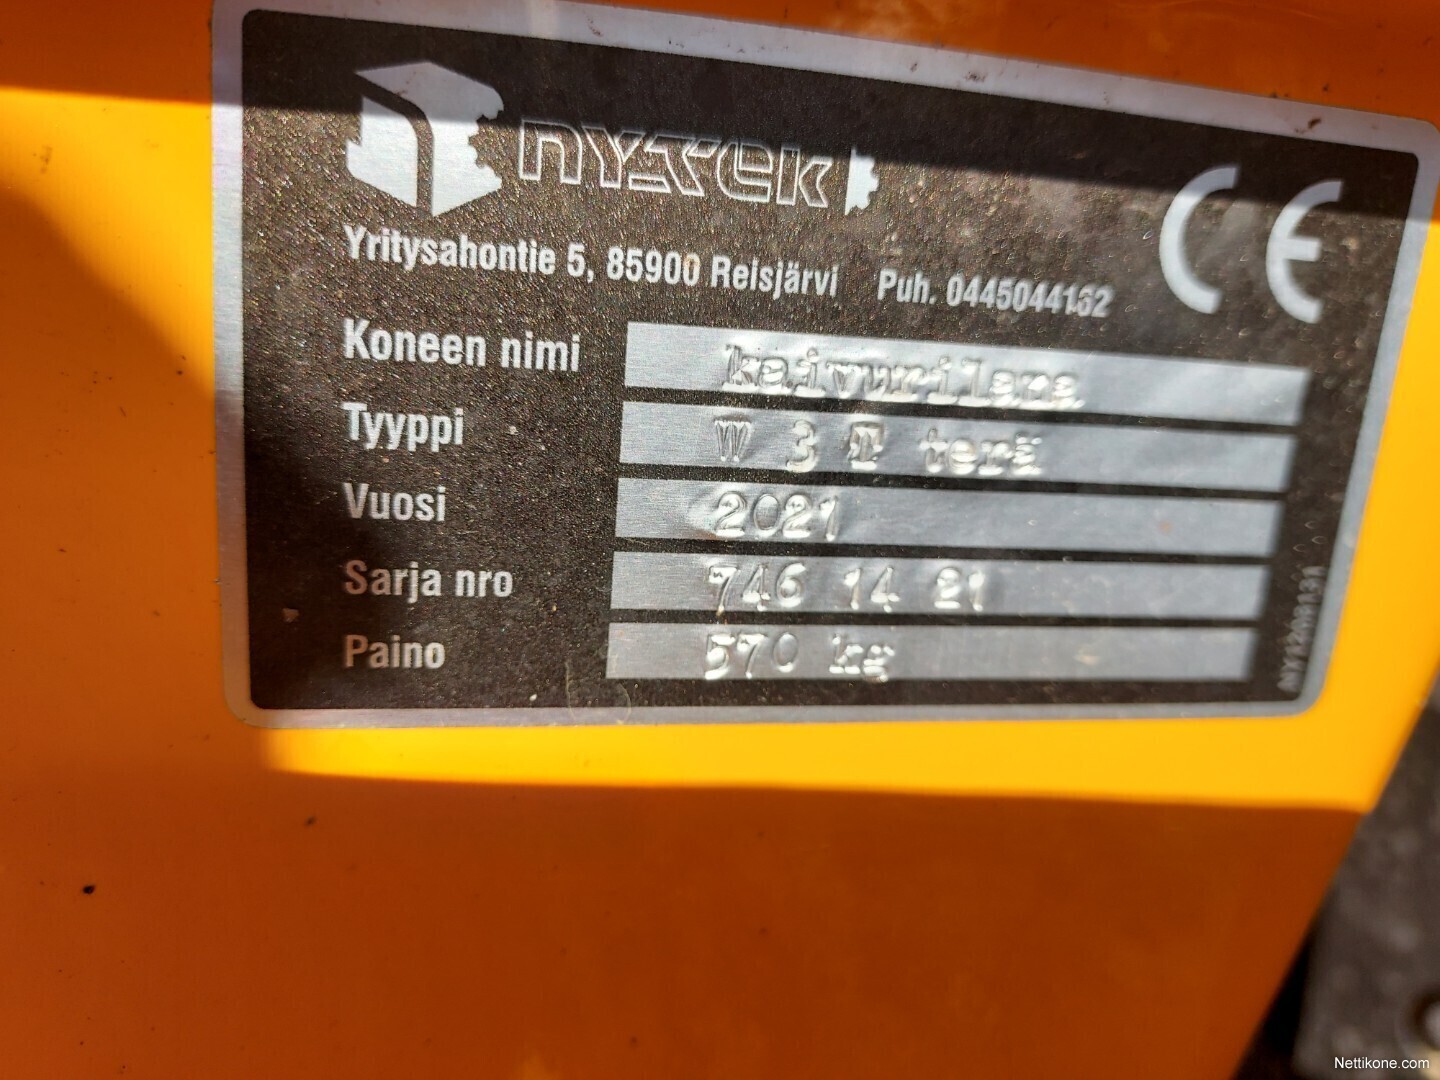 nysTek
Yritysahontie 5, 85900 Reisjärvi Puh. 0445044132
CE
Koneen nimi kaivurilana
Tyyppi W 3 T terä
Vuosi 2021
Sarja nro 746 14 21
Paino 570 kg
Nettikone.com